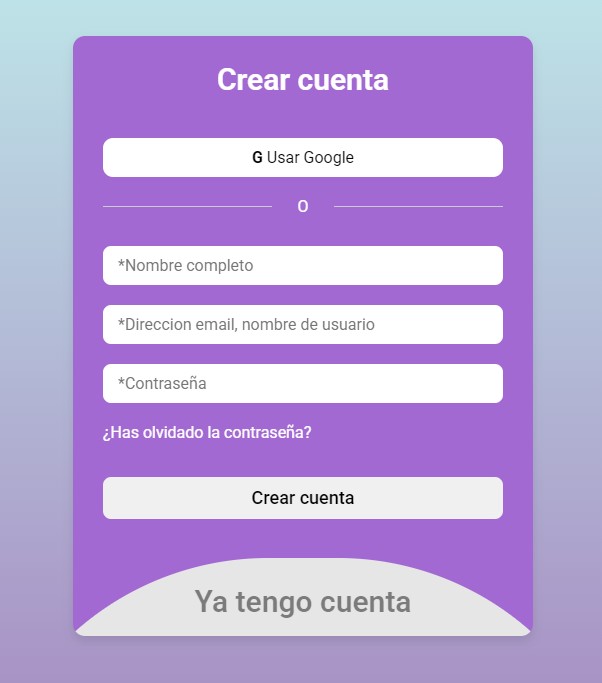 Crear cuenta
G Usar Google
O
*Nombre completo
*Direccion email, nombre de usuario
*Contraseña
¿Has olvidado la contraseña?
Crear cuenta
Ya tengo cuenta